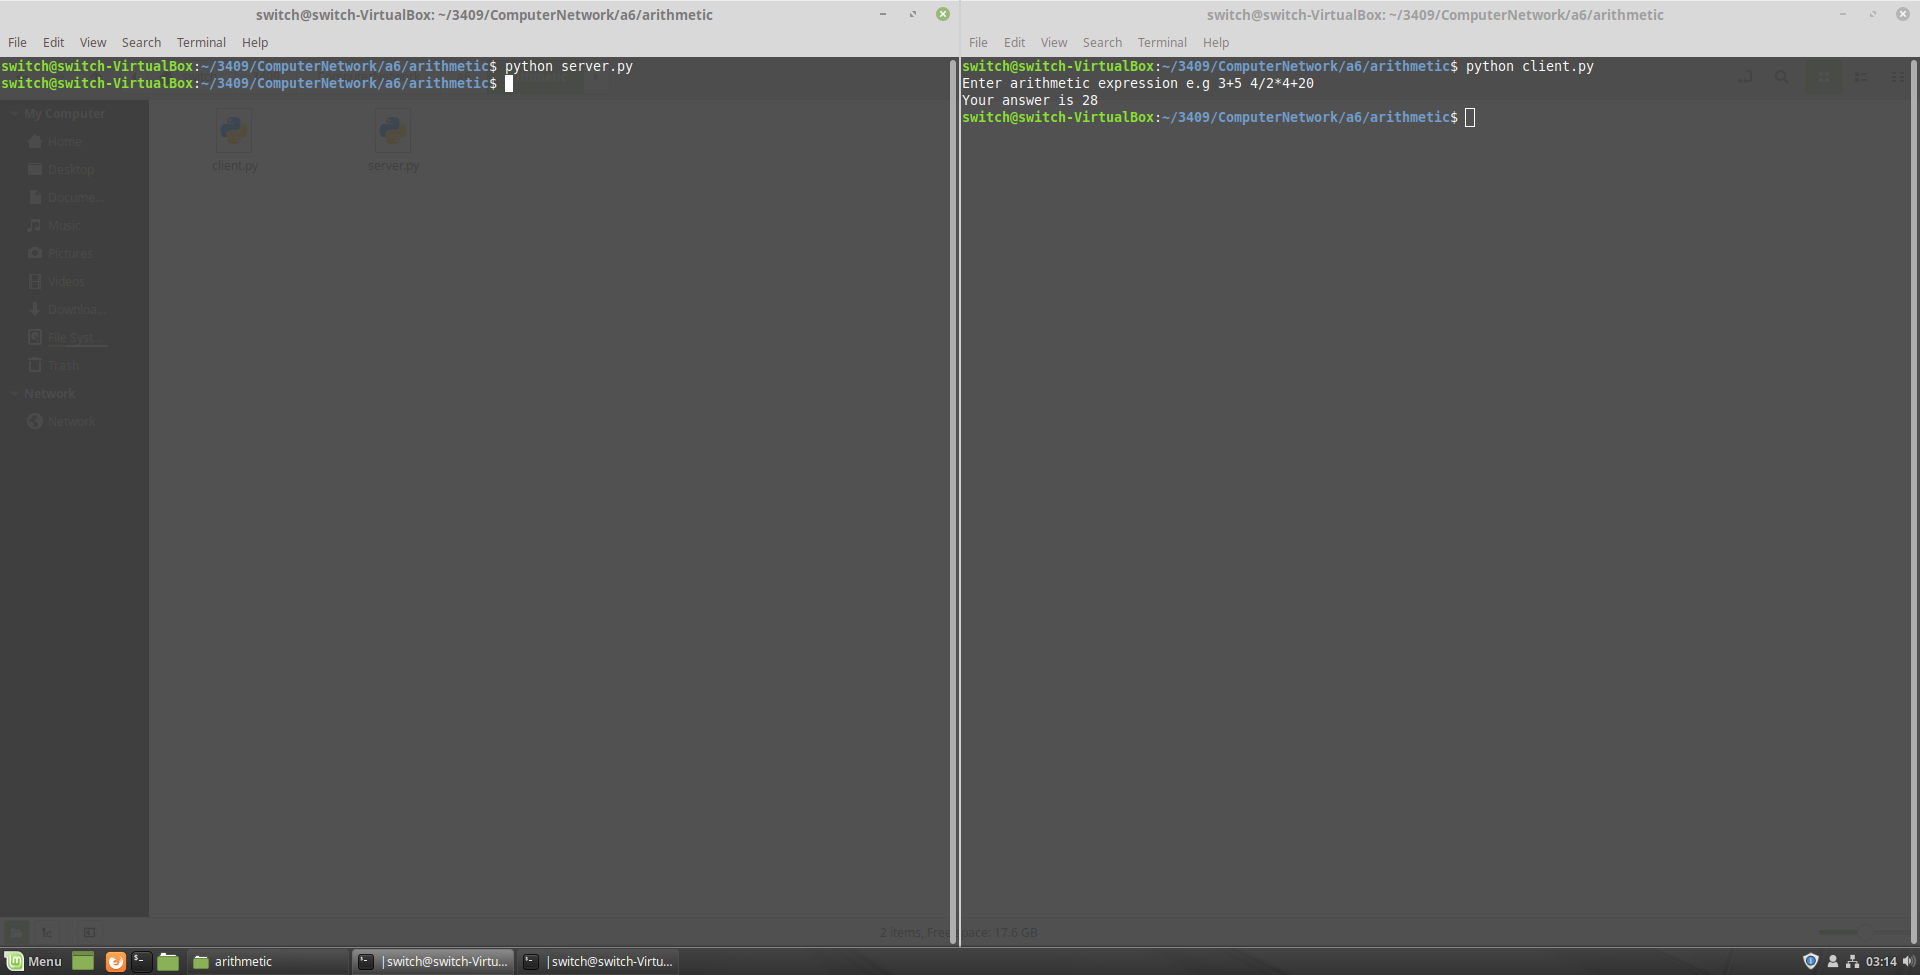 switch@switch-VirtualBox: ~/3409/ComputerNetwork/a6/arithmetic
File Edit View Search Terminal Help
switch@switch-VirtualBox:~/3409/ComputerNetwork/a6/arithmetic$ python server.py
switch@switch-VirtualBox:~/3409/ComputerNetwork/a6/arithmetic$
My Computer
Home
Desktop
Docume...
Music
Pictures
Videos
Downloa...
File Syst...
Trash
Network
Network
client.py
server.py
switch@switch-VirtualBox: ~/3409/ComputerNetwork/a6/arithmetic
File Edit View Search Terminal Help
switch@switch-VirtualBox:~/3409/ComputerNetwork/a6/arithmetic$ python client.py
Enter arithmetic expression e.g 3+5 4/2*4+20
Your answer is 28
switch@switch-VirtualBox:~/3409/ComputerNetwork/a6/arithmetic$
2 items, Free space: 17.6 GB
Menu
arithmetic
|switch@switch-Virtu...
|switch@switch-Virtu...
03:14